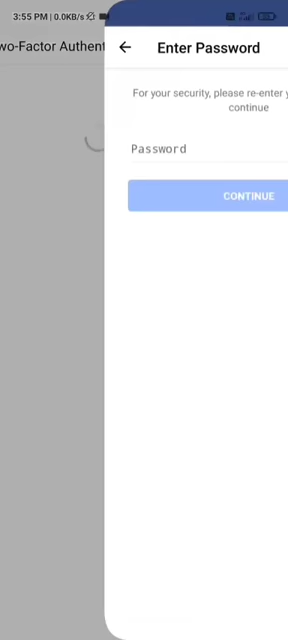 3:55 PM | 0.0KB/s
wo-Factor Authent
Enter Password
For your security, please re-enter y
continue
Password
CONTINUE